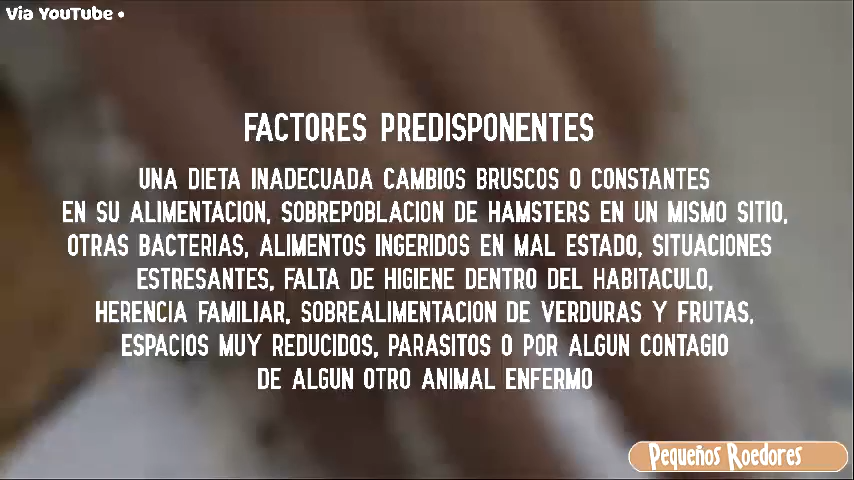 Via YouTube •
FACTORES PREDISPONENTES
UNA DIETA INADECUADA CAMBIOS BRUSCOS O CONSTANTES
EN SU ALIMENTACION, SOBREPOBLACION DE HAMSTERS EN UN MISMO SITIO,
OTRAS BACTERIAS, ALIMENTOS INGERIDOS EN MAL ESTADO, SITUACIONES
ESTRESANTES, FALTA DE HIGIENE DENTRO DEL HABITACULO,
HERENCIA FAMILIAR, SOBREALIMENTACION DE VERDURAS Y FRUTAS,
ESPACIOS MUY REDUCIDOS, PARASITOS O POR ALGUN CONTAGIO
DE ALGUN OTRO ANIMAL ENFERMO
Pequeños Roedores